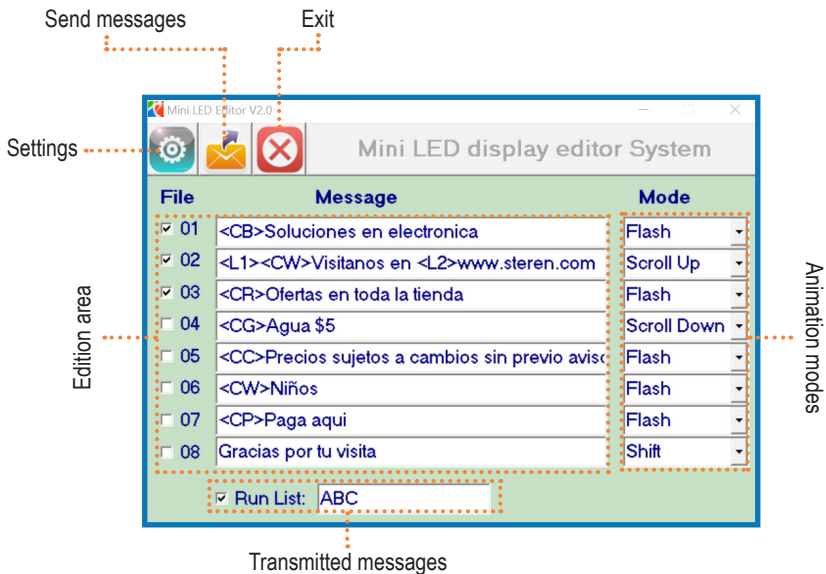 Send messages
Exit
Mini LED Editor V2.0
Settings
Mini LED display editor System
File Message Mode
01 <CB>Soluciones en electronica Flash
02 <L1><CW>Visitanos en <L2>www.steren.com Scroll Up
03 <CR>Ofertas en toda la tienda Flash
04 <CG>Agua $5 Scroll Down
05 <CC>Precios sujetos a cambios sin previo aviso Flash
06 <CW>Niños Flash
07 <CP>Paga aqui Flash
08 Gracias por tu visita Shift
Run List: ABC
Edition area
Animation modes
Transmitted messages